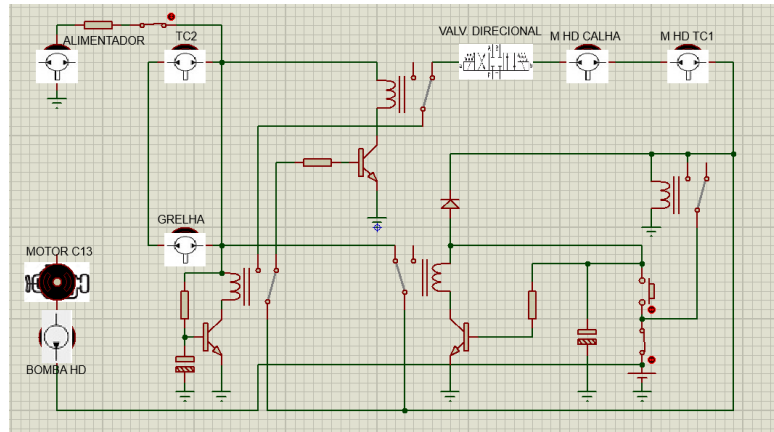 ALIMENTADOR
TC2
VALV. DIRECIONAL
M HD CALHA
M HD TC1
GRELHA
MOTOR C13
BOMBA HD